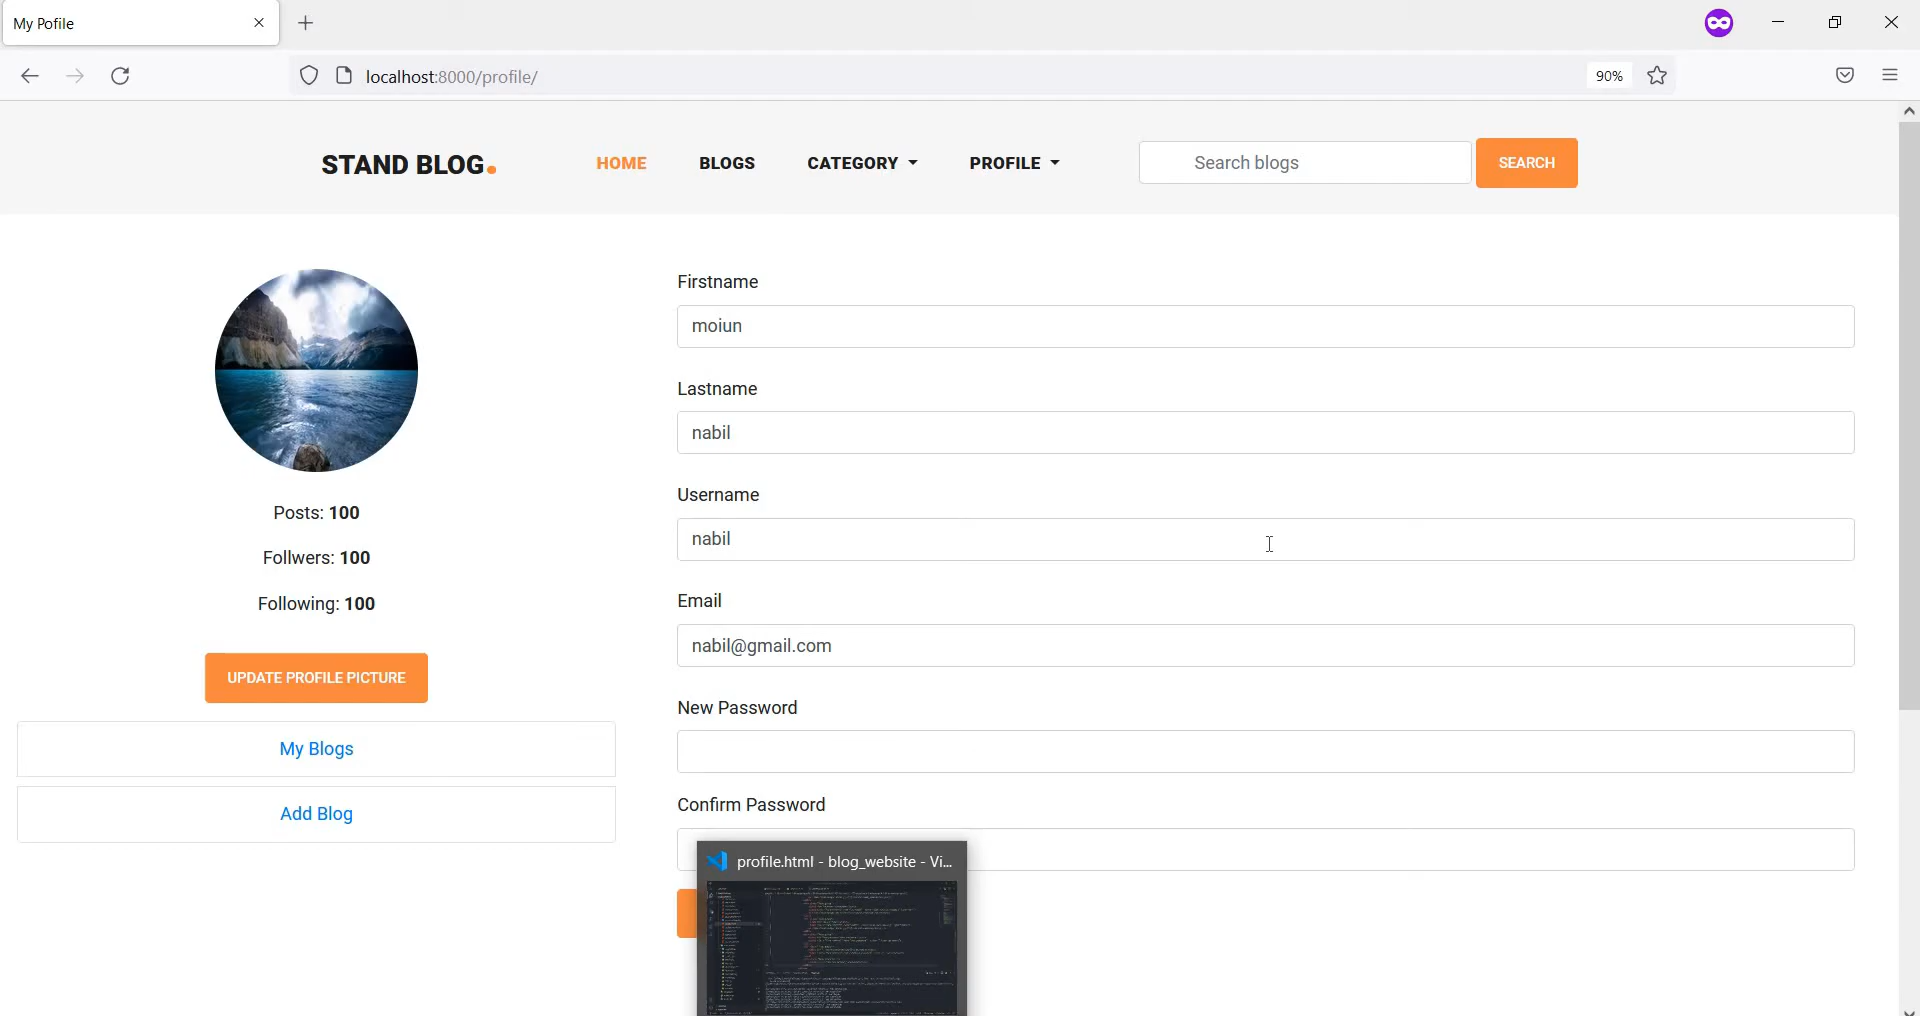 My Pofile
localhost:8000/profile/
90%
STAND BLOG.
HOME
BLOGS
CATEGORY
PROFILE
Search blogs
SEARCH
Posts: 100
Follwers: 100
Following: 100
UPDATE PROFILE PICTURE
My Blogs
Add Blog
Firstname
moiun
Lastname
nabil
Username
nabil
Email
nabil@gmail.com
New Password
Confirm Password
profile.html - blog_website - Vi...